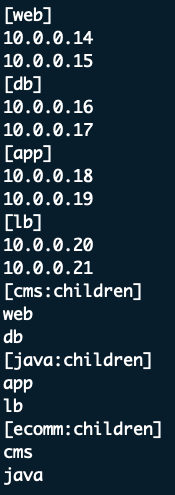 [web]
10.0.0.14
10.0.0.15
[db]
10.0.0.16
10.0.0.17
[app]
10.0.0.18
10.0.0.19
[lb]
10.0.0.20
10.0.0.21
[cms:children]
web
db
[java:children]
app
lb
[ecomm:children]
cms
java